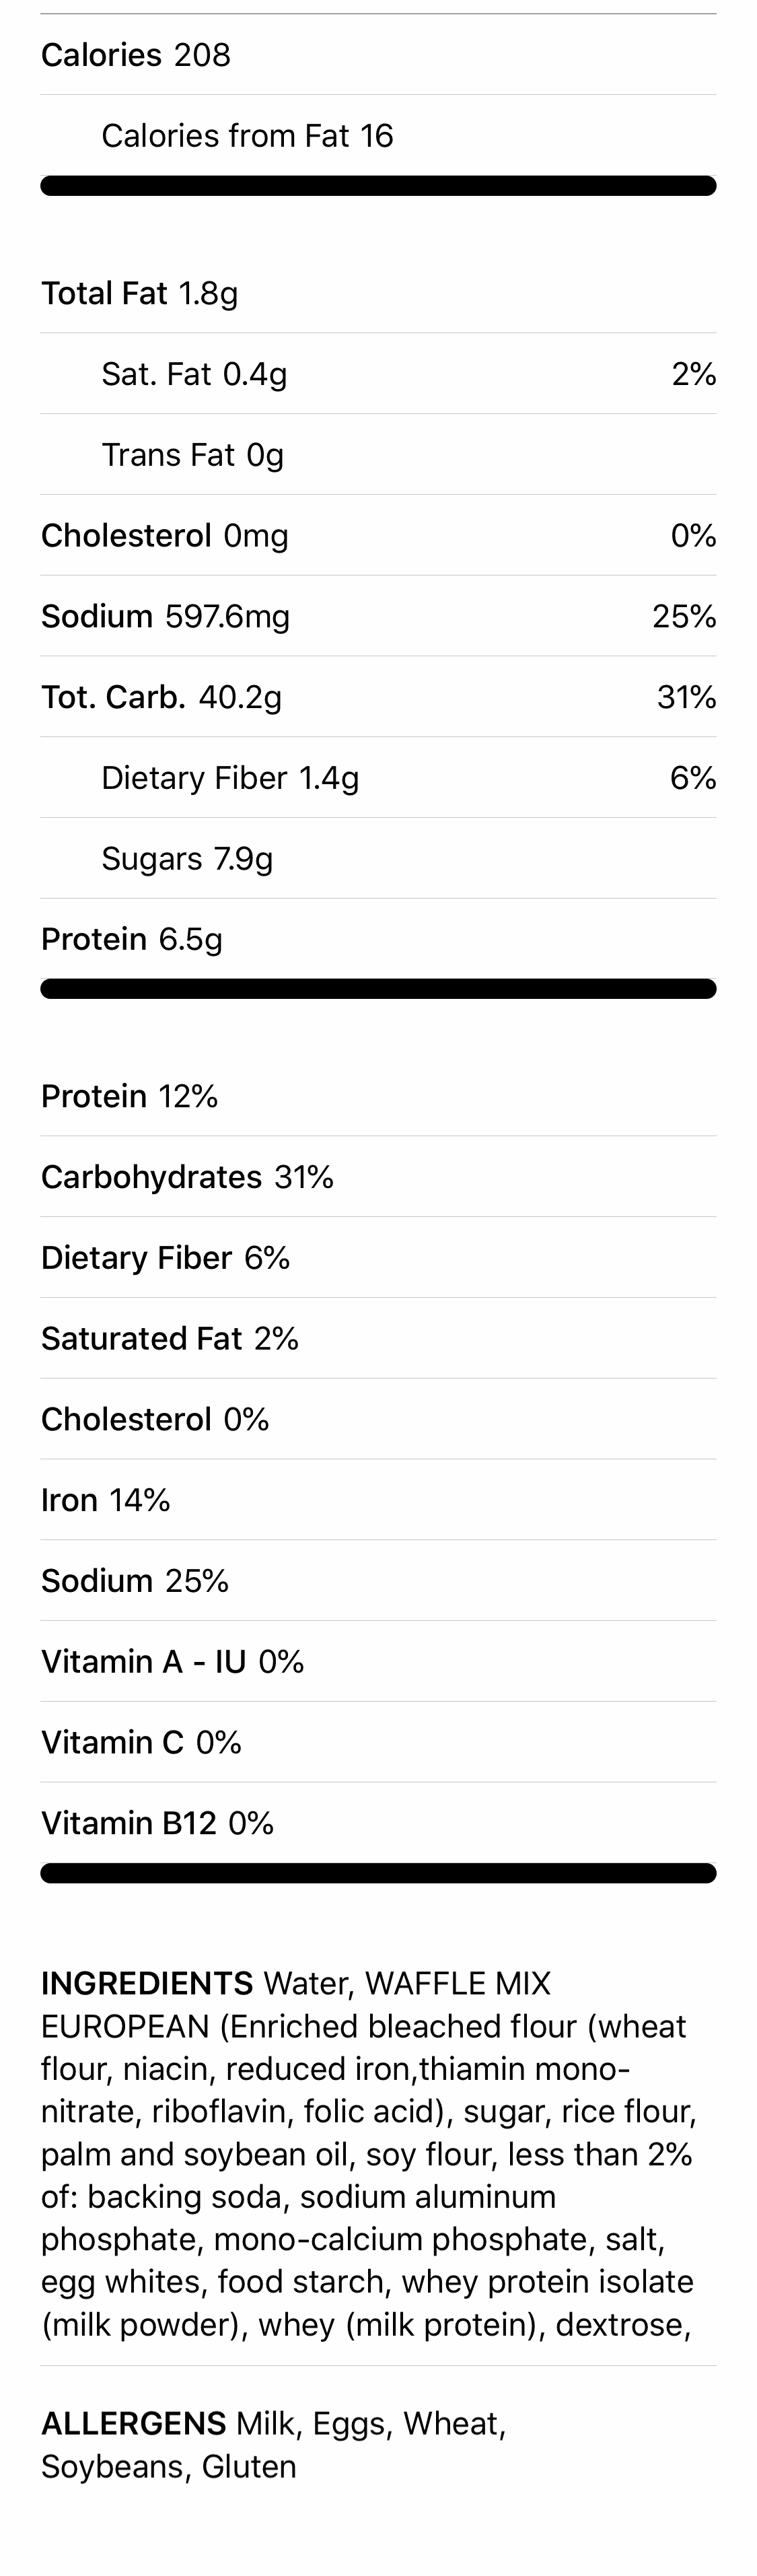 Calories 208
Calories from Fat 16
Total Fat 1.8g
Sat. Fat 0.4g 2%
Trans Fat 0g
Cholesterol 0mg 0%
Sodium 597.6mg 25%
Tot. Carb. 40.2g 31%
Dietary Fiber 1.4g 6%
Sugars 7.9g
Protein 6.5g
Protein 12%
Carbohydrates 31%
Dietary Fiber 6%
Saturated Fat 2%
Cholesterol 0%
Iron 14%
Sodium 25%
Vitamin A - IU 0%
Vitamin C 0%
Vitamin B12 0%
INGREDIENTS Water, WAFFLE MIX
EUROPEAN (Enriched bleached flour (wheat
flour, niacin, reduced iron,thiamin mono-
nitrate, riboflavin, folic acid), sugar, rice flour,
palm and soybean oil, soy flour, less than 2%
of: backing soda, sodium aluminum
phosphate, mono-calcium phosphate, salt,
egg whites, food starch, whey protein isolate
(milk powder), whey (milk protein), dextrose,
ALLERGENS Milk, Eggs, Wheat,
Soybeans, Gluten